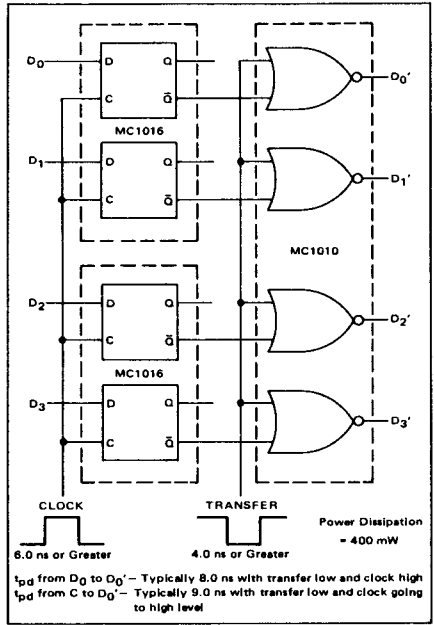 D0 D Q
C Q̄
MC1016
D0'
D1 D Q
C Q̄
D1'
MC1010
D2 D Q
C Q̄
MC1016
D2'
D3 D Q
C Q̄
D3'
CLOCK
TRANSFER
6.0 ns or Greater
4.0 ns or Greater
Power Dissipation
= 400 mW
tpd from D0 to D0' – Typically 8.0 ns with transfer low and clock high
tpd from C to D0' – Typically 9.0 ns with transfer low and clock going
to high level